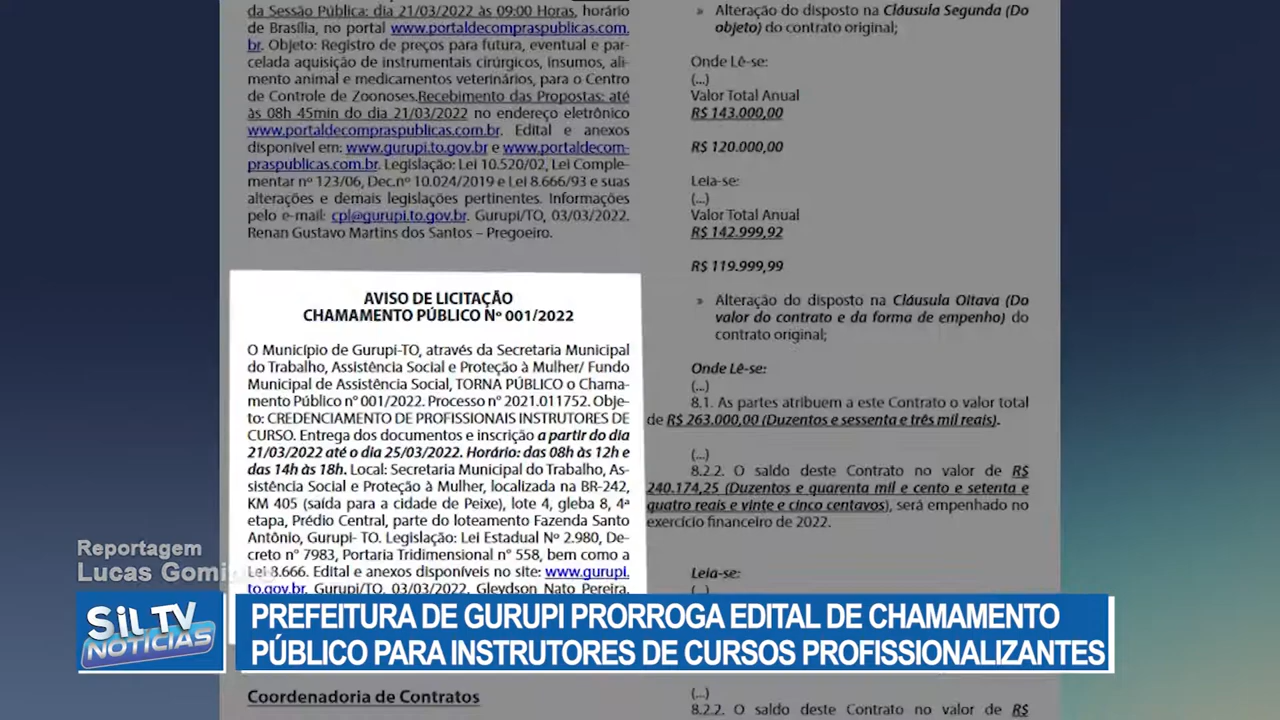 da Sessão Pública: dia 21/03/2022 às 09:00 Horas, horário
de Brasília, no portal www.portaldecompraspublicas.com.
br. Objeto: Registro de preços para futura, eventual e par-
celada aquisição de instrumentais cirúrgicos, insumos, ali-
mento animal e medicamentos veterinários, para o Centro
de Controle de Zoonoses.Recebimento das Propostas: até
às 08h 45min do dia 21/03/2022 no endereço eletrônico
www.portaldecompraspublicas.com.br. Edital e anexos
disponível em: www.gurupi.to.gov.br e www.portaldecom-
praspublicas.com.br. Legislação: Lei 10.520/02, Lei Comple-
mentar nº 123/06, Dec.nº 10.024/2019 e Lei 8.666/93 e suas
alterações e demais legislações pertinentes. Informações
pelo e-mail: cpl@gurupi.to.gov.br. Gurupi/TO, 03/03/2022.
Renan Gustavo Martins dos Santos – Pregoeiro.
AVISO DE LICITAÇÃO
CHAMAMENTO PÚBLICO Nº 001/2022
O Município de Gurupi-TO, através da Secretaria Municipal
do Trabalho, Assistência Social e Proteção à Mulher/ Fundo
Municipal de Assistência Social, TORNA PÚBLICO o Chama-
mento Público n° 001/2022. Processo n° 2021.011752. Obje-
to: CREDENCIAMENTO DE PROFISSIONAIS INSTRUTORES DE
CURSO. Entrega dos documentos e inscrição a partir do dia
21/03/2022 até o dia 25/03/2022. Horário: das 08h às 12h e
das 14h às 18h. Local: Secretaria Municipal do Trabalho, As-
sistência Social e Proteção à Mulher, localizada na BR-242,
KM 405 (saída para a cidade de Peixe), lote 4, gleba 8, 4ª
etapa, Prédio Central, parte do loteamento Fazenda Santo
Antônio, Gurupi- TO. Legislação: Lei Estadual Nº 2.980, De-
creto n° 7983, Portaria Tridimensional n° 558, bem como a
Lei 8.666. Edital e anexos disponíveis no site: www.gurupi.
to.gov.br. Gurupi/TO, 03/03/2022. Gleydson Nato Pereira.
Coordenadoria de Contratos
» Alteração do disposto na Cláusula Segunda (Do
objeto) do contrato original;
Onde Lê-se:
(...)
Valor Total Anual
R$ 143.000,00
R$ 120.000,00
Leia-se:
(...)
Valor Total Anual
R$ 142.999,92
R$ 119.999,99
» Alteração do disposto na Cláusula Oitava (Do
valor do contrato e da forma de empenho) do
contrato original;
Onde Lê-se:
(...)
8.1. As partes atribuem a este Contrato o valor total
de R$ 263.000,00 (Duzentos e sessenta e três mil reais).
(...)
8.2.2. O saldo deste Contrato no valor de R$
240.174,25 (Duzentos e quarenta mil e cento e setenta e
quatro reais e vinte e cinco centavos), será empenhado no
exercício financeiro de 2022.
Leia-se:
(...)
8.2.2. O saldo deste Contrato no valor de R$
Reportagem
Lucas
SiL TV
NOTÍCIAS
PREFEITURA DE GURUPI PRORROGA EDITAL DE CHAMAMENTO
PÚBLICO PARA INSTRUTORES DE CURSOS PROFISSIONALIZANTES